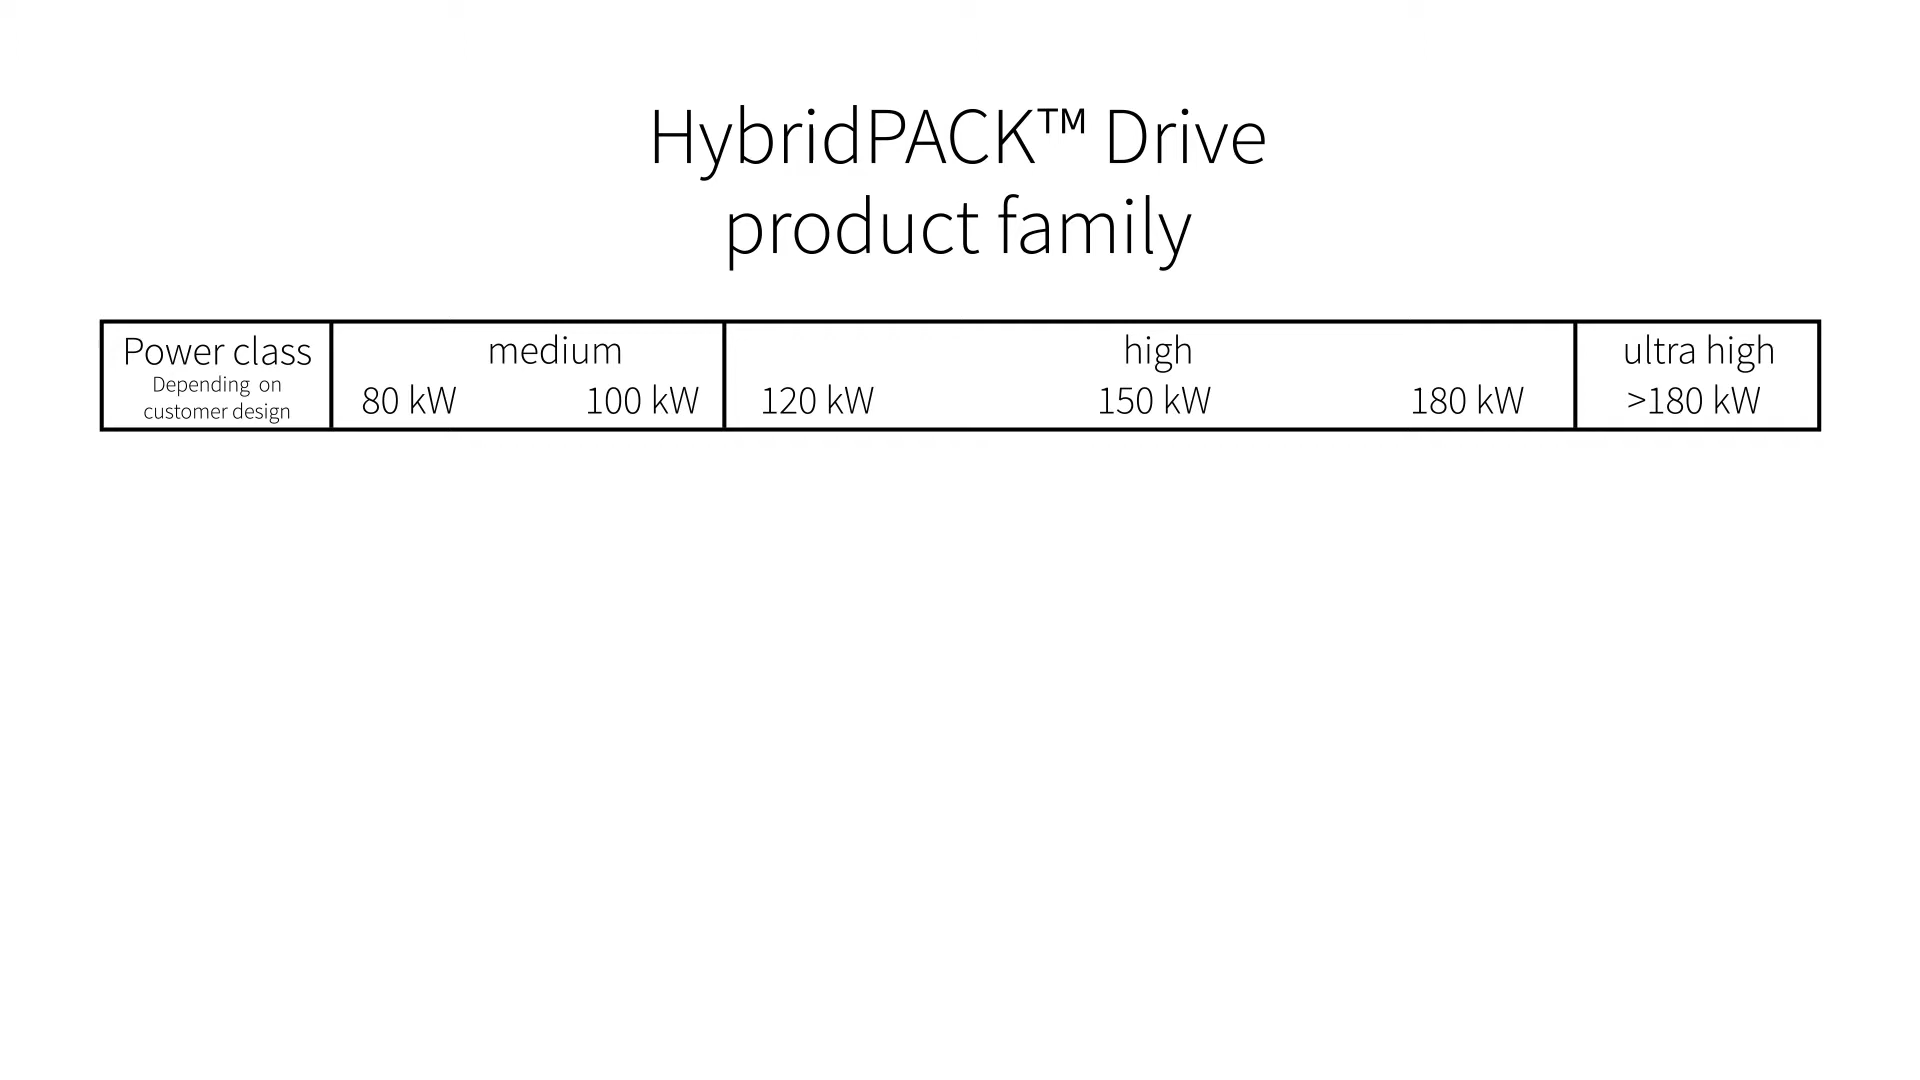 HybridPACK™ Drive
product family
Power class
Depending on
customer design
medium
80 kW 100 kW
high
120 kW 150 kW 180 kW
ultra high
>180 kW